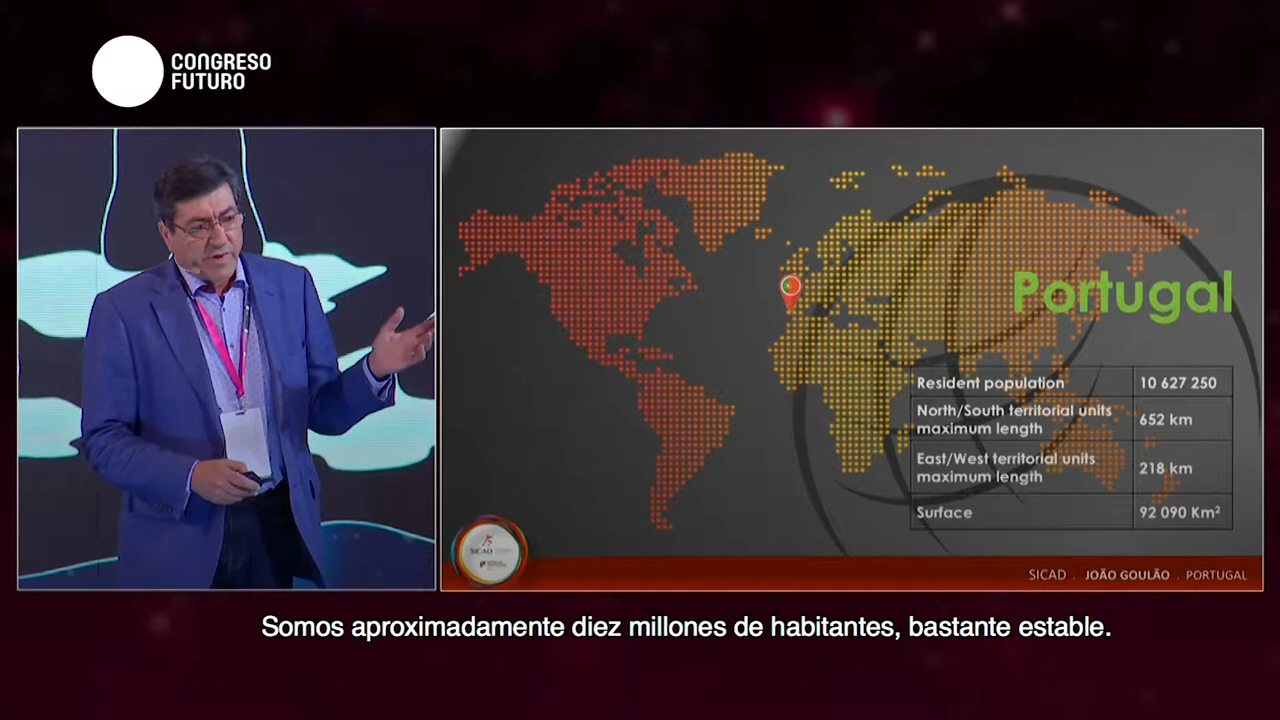 CONGRESO
FUTURO
Portugal
Resident population 10 627 250
North/South territorial units
maximum length 652 km
East/West territorial units
maximum length 218 km
Surface 92 090 Km²
SICAD
SICAD . JOÃO GOULÃO . PORTUGAL
Somos aproximadamente diez millones de habitantes, bastante estable.